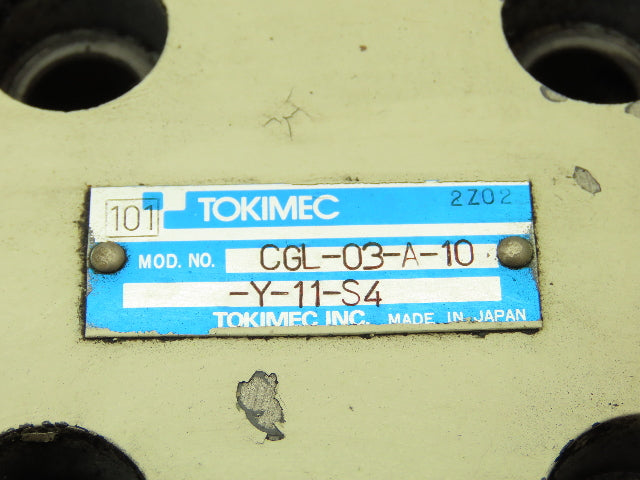 101 TOKIMEC 2Z02
MOD. NO. CGL-03-A-10
-Y-11-S4
TOKIMEC INC. MADE IN JAPAN